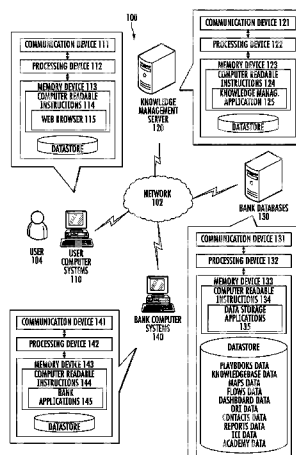 100
COMMUNICATION DEVICE 111
PROCESSING DEVICE 112
MEMORY DEVICE 113
COMPUTER READABLE
INSTRUCTIONS 114
WEB BROWSER 115
DATASTORE
KNOWLEDGE
MANAGEMENT
SERVER
120
COMMUNICATION DEVICE 121
PROCESSING DEVICE 122
MEMORY DEVICE 123
COMPUTER READABLE
INSTRUCTIONS 124
KNOWLEDGE MANAG.
APPLICATION 125
DATASTORE
NETWORK
102
BANK DATABASES
130
USER
104
USER
COMPUTER
SYSTEMS
110
BANK COMPUTER
SYSTEMS
140
COMMUNICATION DEVICE 131
PROCESSING DEVICE 132
MEMORY DEVICE 133
COMPUTER READABLE
INSTRUCTIONS 134
DATA STORAGE
APPLICATIONS
135
DATASTORE
PLAYBOOKS DATA
KNOWLEDGEBASE DATA
MAPS DATA
FLOWS DATA
DASHBOARD DATA
DRI DATA
CONTACTS DATA
REPORTS DATA
ICI DATA
ACADEMY DATA
COMMUNICATION DEVICE 141
PROCESSING DEVICE 142
MEMORY DEVICE 143
COMPUTER READABLE
INSTRUCTIONS 144
BANK
APPLICATIONS 145
DATASTORE